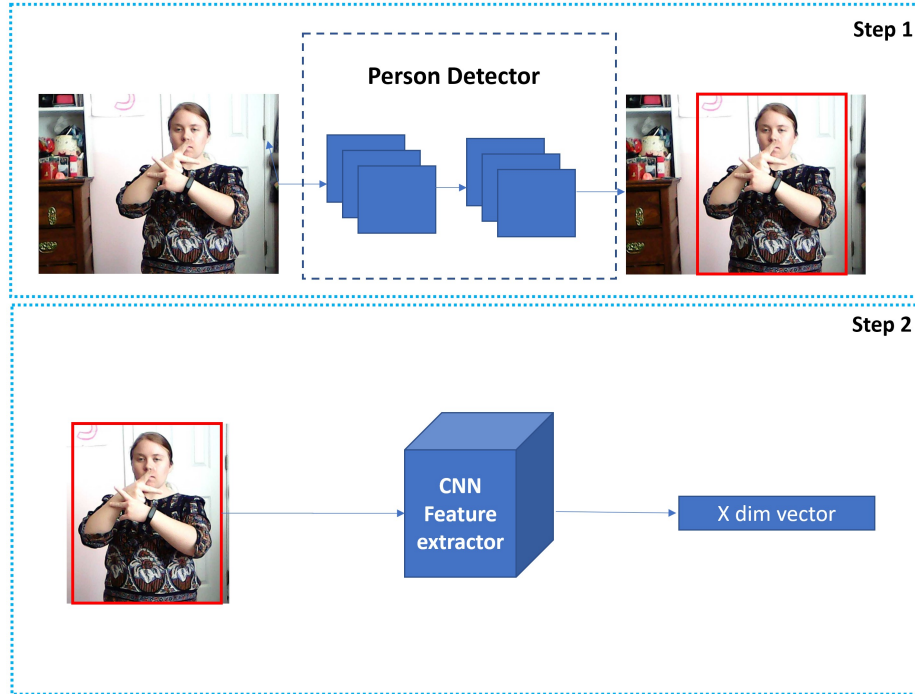 Step 1
Person Detector
Step 2
CNN
Feature
extractor
X dim vector